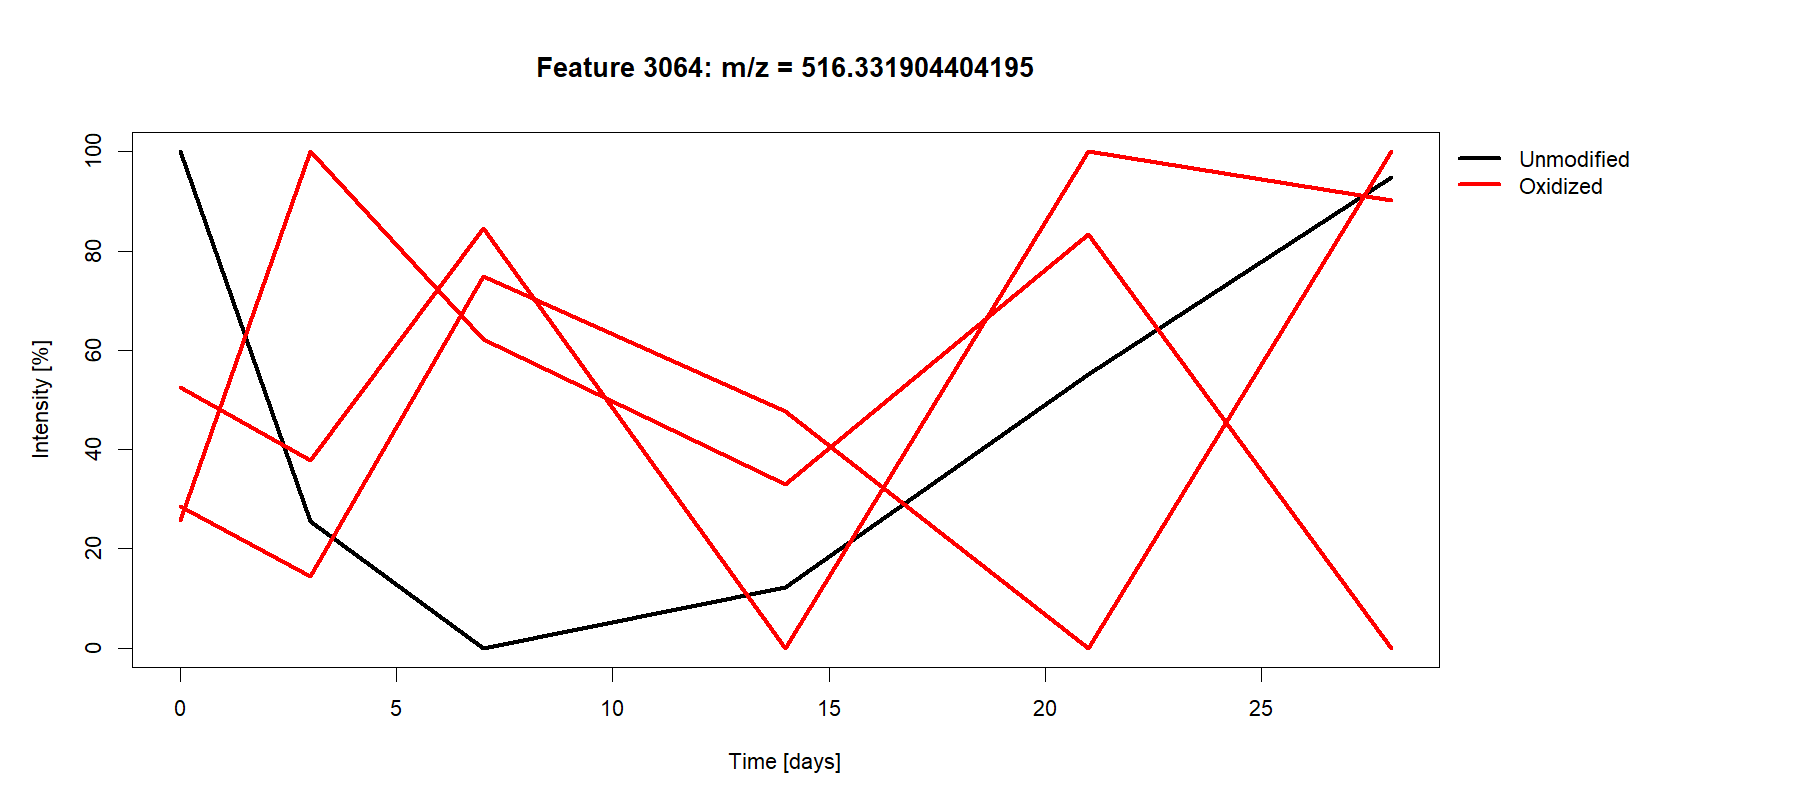 Feature 3064: m/z = 516.331904404195
Unmodified
Oxidized
Intensity [%]
100
80
60
40
20
0
0 5 10 15 20 25
Time [days]